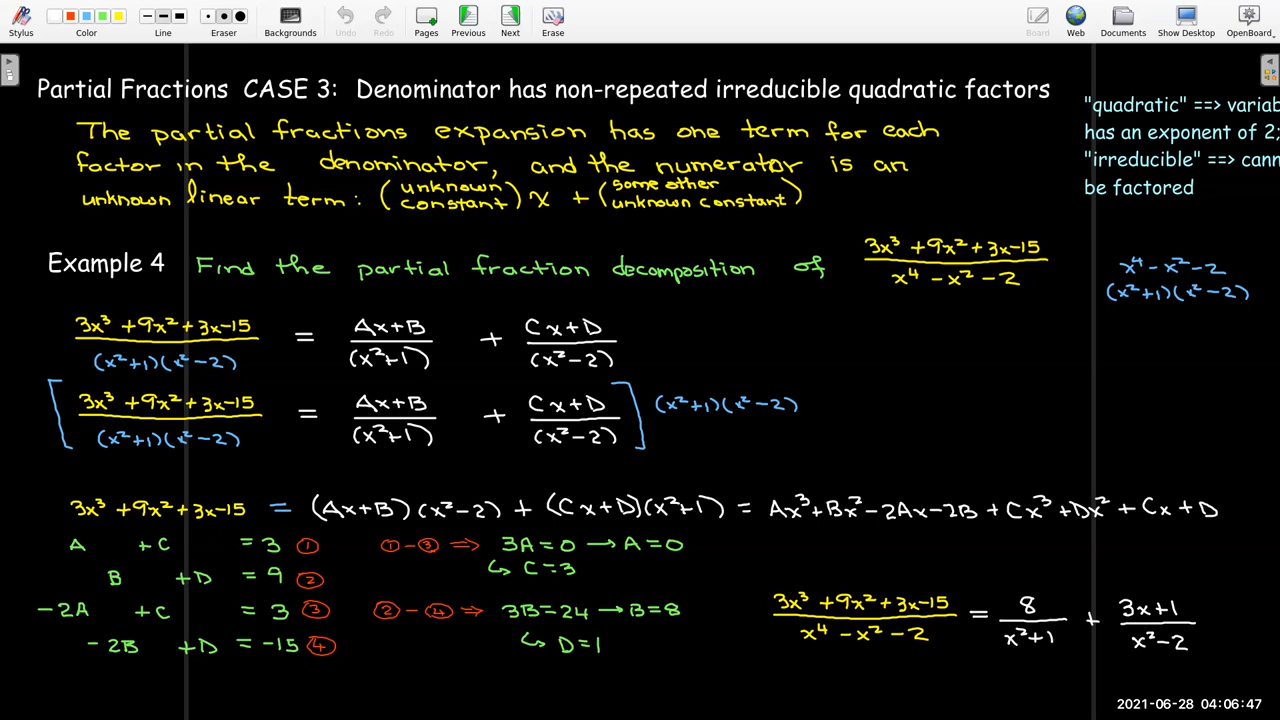 Stylus Color Line Eraser Backgrounds Undo Redo Pages Previous Next Erase Board Web Documents Show Desktop OpenBoard
Partial Fractions CASE 3: Denominator has non-repeated irreducible quadratic factors
The partial fractions expansion has one term for each
factor in the denominator, and the numerator is an
unknown linear term: (unknown constant) x + (some other unknown constant)
"quadratic" ==> variab
has an exponent of 2;
"irreducible" ==> cann
be factored
Example 4 Find the partial fraction decomposition of (3x³ + 9x² + 3x - 15)/(x⁴ - x² - 2)
x⁴ - x² - 2
(x²+1)(x²-2)
(3x³ + 9x² + 3x - 15)/((x²+1)(x²-2)) = (Ax+B)/(x²+1) + (Cx+D)/(x²-2)
[(3x³ + 9x² + 3x - 15)/((x²+1)(x²-2)) = (Ax+B)/(x²+1) + (Cx+D)/(x²-2)] (x²+1)(x²-2)
3x³ + 9x² + 3x - 15 = (Ax+B)(x²-2) + (Cx+D)(x²+1) = Ax³+Bx²-2Ax-2B+Cx³+Dx²+Cx+D
A +C = 3 ① ①-③ ⇒ 3A=0 → A=0
↳ C=3
B +D = 9 ②
-2A +C = 3 ③ ②-④ ⇒ 3B=24 → B=8
-2B +D = -15 ④ ↳ D=1
(3x³ + 9x² + 3x - 15)/(x⁴ - x² - 2) = 8/(x²+1) + (3x+1)/(x²-2)
2021-06-28 04:06:47